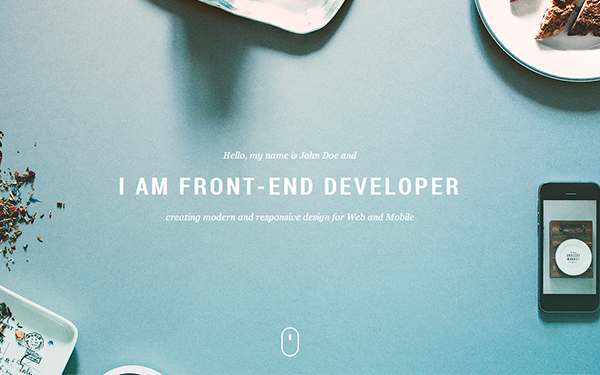 Hello, my name is John Doe and
I AM FRONT-END DEVELOPER
creating modern and responsive design for Web and Mobile